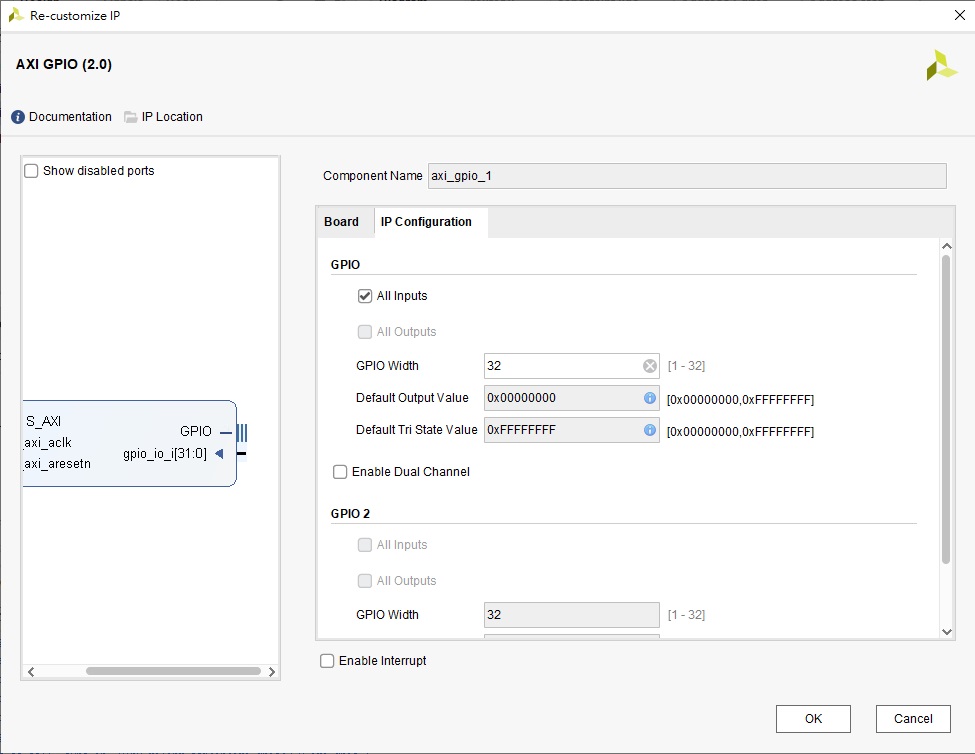 Re-customize IP
AXI GPIO (2.0)
Documentation IP Location
Show disabled ports
S_AXI
axi_aclk
axi_aresetn
GPIO
gpio_io_i[31:0]
Component Name axi_gpio_1
Board IP Configuration
GPIO
All Inputs
All Outputs
GPIO Width 32 [1 - 32]
Default Output Value 0x00000000 [0x00000000,0xFFFFFFFF]
Default Tri State Value 0xFFFFFFFF [0x00000000,0xFFFFFFFF]
Enable Dual Channel
GPIO 2
All Inputs
All Outputs
GPIO Width 32 [1 - 32]
Enable Interrupt
OK Cancel